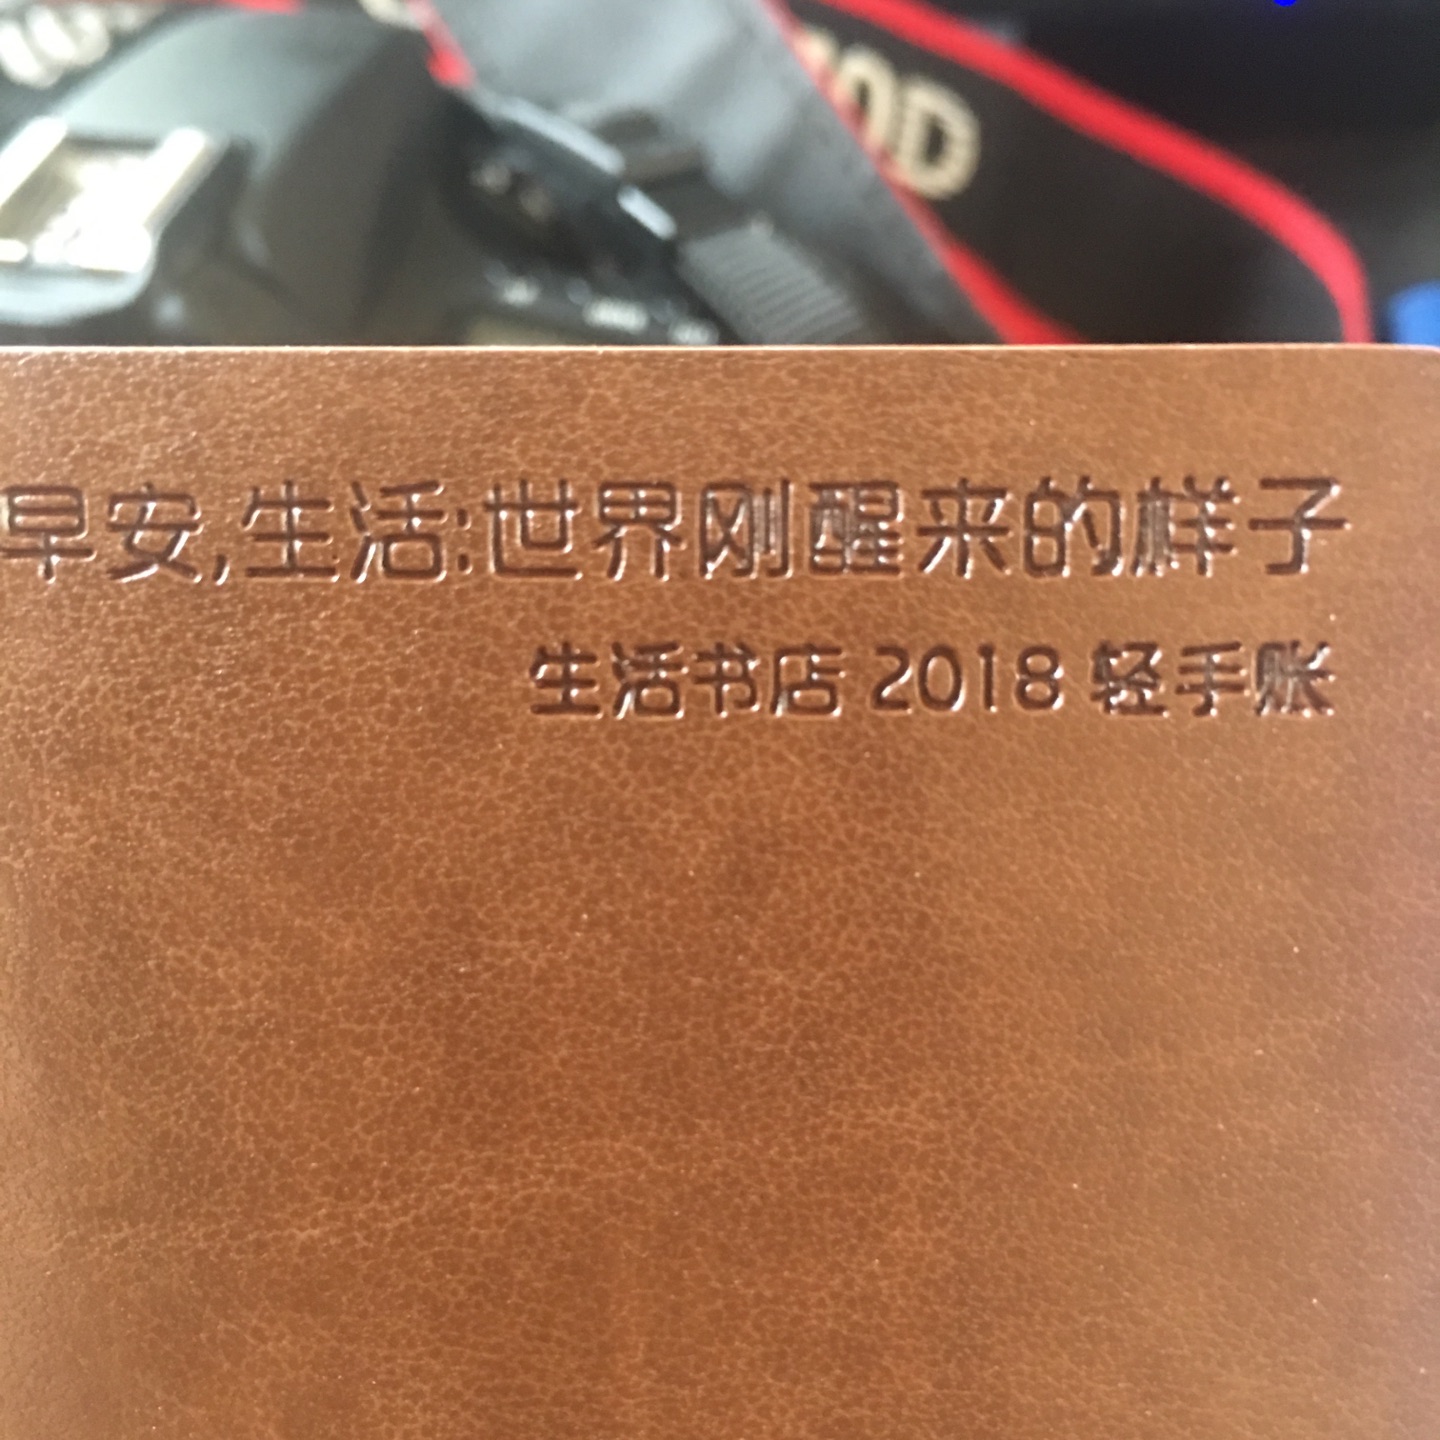 早安,生活:世界刚醒来的样子
生活书店 2018 轻手账